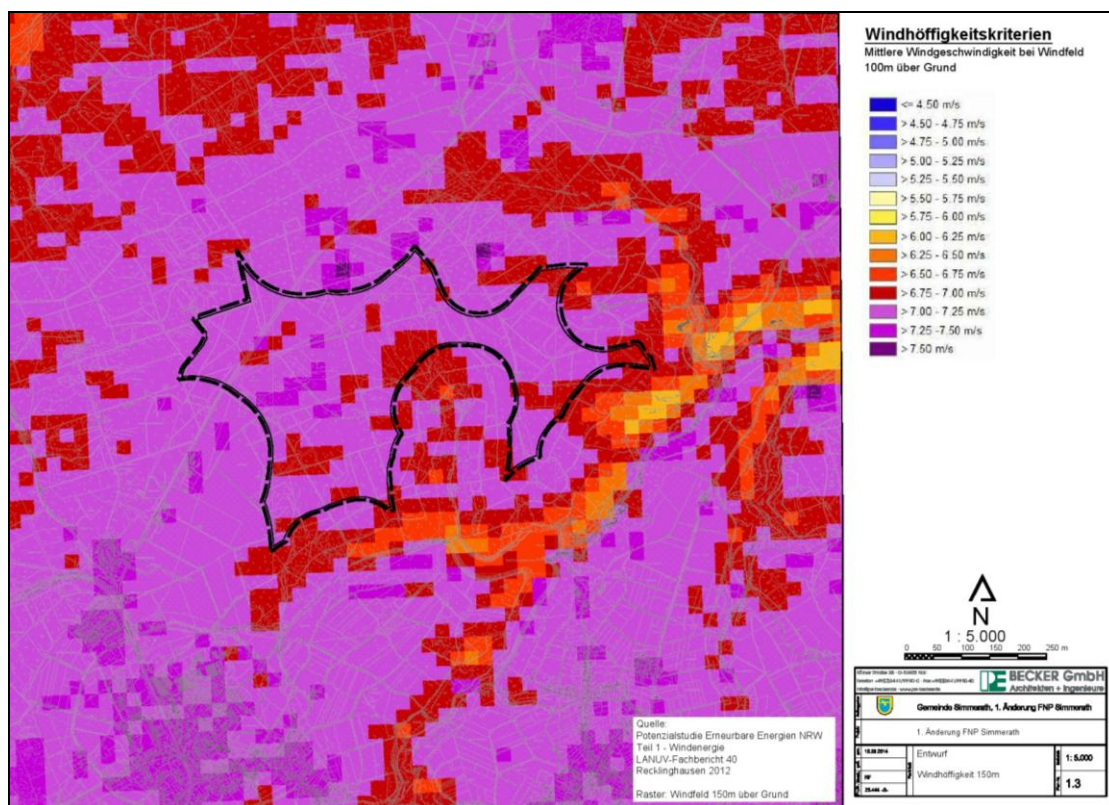 Windhöffigkeitskriterien
Mittlere Windgeschwindigkeit bei Windfeld
100m über Grund
<= 4.50 m/s
> 4.50 - 4.75 m/s
> 4.75 - 5.00 m/s
> 5.00 - 5.25 m/s
> 5.25 - 5.50 m/s
> 5.50 - 5.75 m/s
> 5.75 - 6.00 m/s
> 6.00 - 6.25 m/s
> 6.25 - 6.50 m/s
> 6.50 - 6.75 m/s
> 6.75 - 7.00 m/s
> 7.00 - 7.25 m/s
> 7.25 - 7.50 m/s
> 7.50 m/s
N
1 : 5.000
0 50 100 150 200 250 m
BECKER GmbH
Architekten + Ingenieure
Gemeinde Simmerath, 1. Änderung FNP Simmerath
1. Änderung FNP Simmerath
Entwurf
1: 5.000
Windhöffigkeit 150m
1.3
Quelle:
Potenzialstudie Erneuerbare Energien NRW
Teil 1 - Windenergie
LANUV-Fachbericht 40
Recklinghausen 2012
Raster: Windfeld 150m über Grund